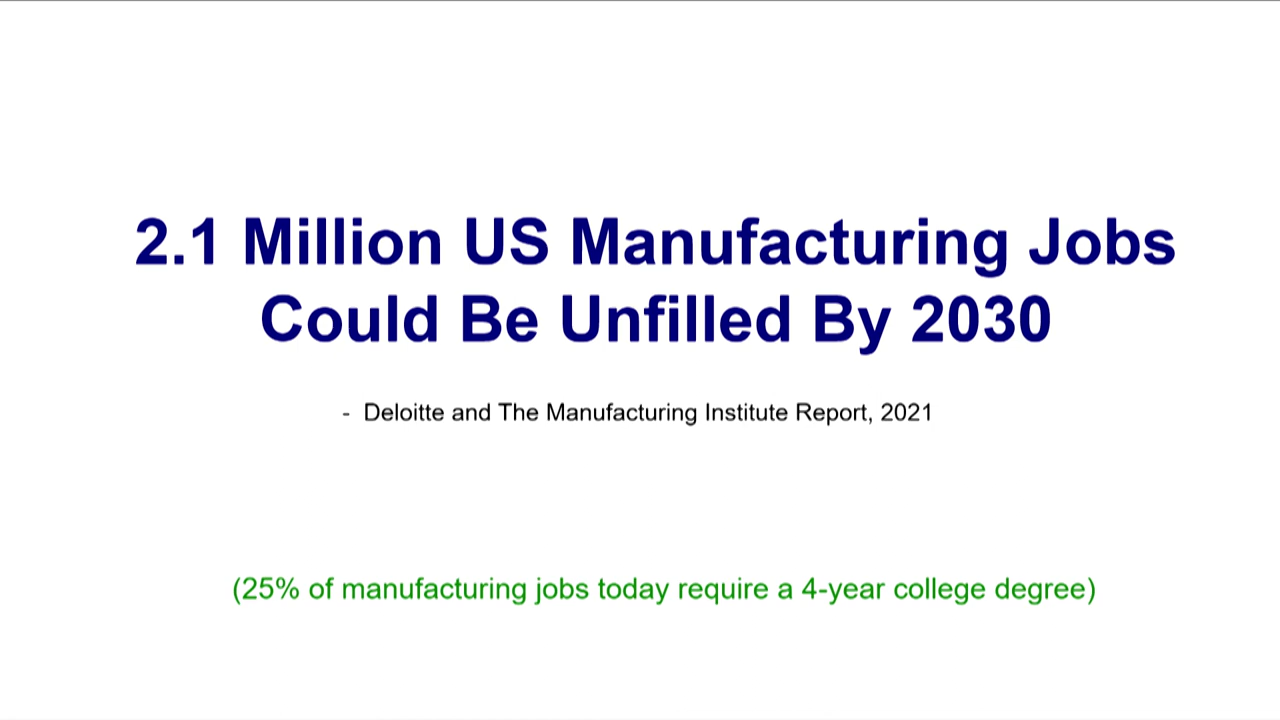 2.1 Million US Manufacturing Jobs
Could Be Unfilled By 2030
- Deloitte and The Manufacturing Institute Report, 2021
(25% of manufacturing jobs today require a 4-year college degree)